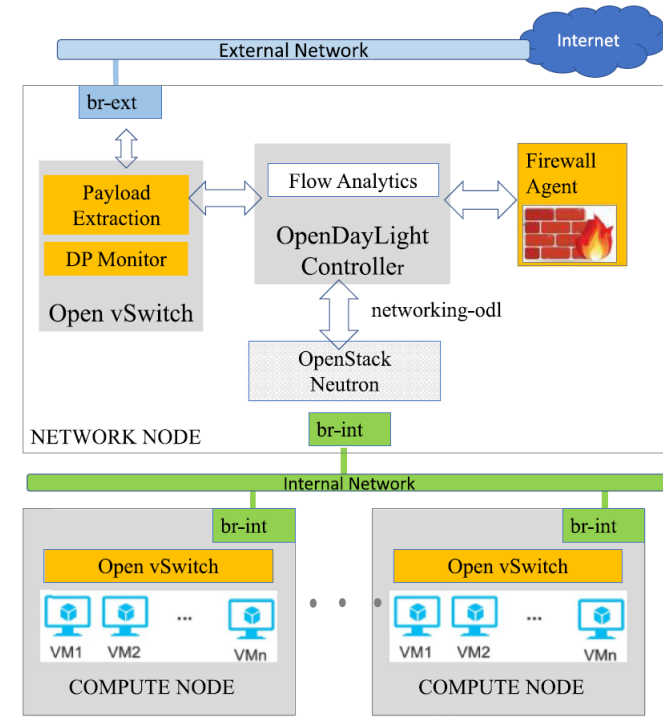 Internet
External Network
br-ext
Payload
Extraction
DP Monitor
Open vSwitch
Flow Analytics
OpenDayLight
Controller
Firewall
Agent
networking-odl
OpenStack
Neutron
br-int
NETWORK NODE
Internal Network
br-int
Open vSwitch
VM1 VM2 ... VMn
COMPUTE NODE
br-int
Open vSwitch
VM1 VM2 ... VMn
COMPUTE NODE